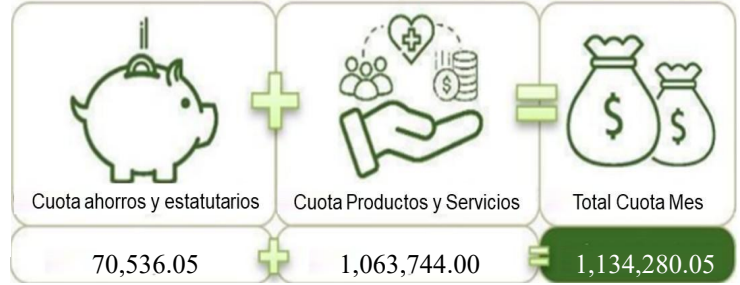 Cuota ahorros y estatutarios
Cuota Productos y Servicios
Total Cuota Mes
70,536.05 + 1,063,744.00 = 1,134,280.05